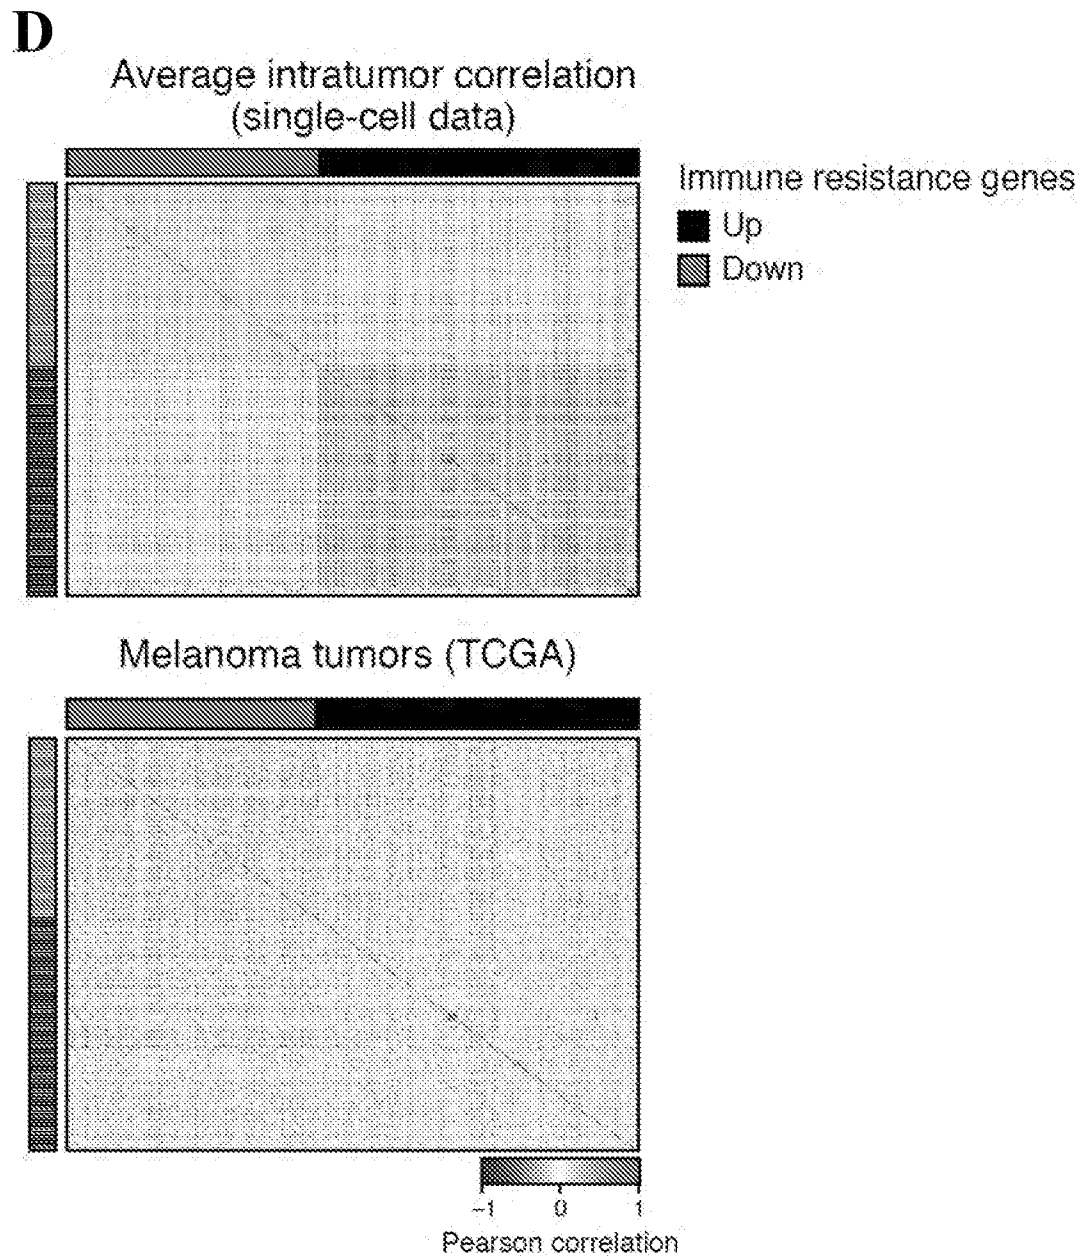 D
Average intratumor correlation
(single-cell data)
Immune resistance genes
Up
Down
Melanoma tumors (TCGA)
−1 0 1
Pearson correlation